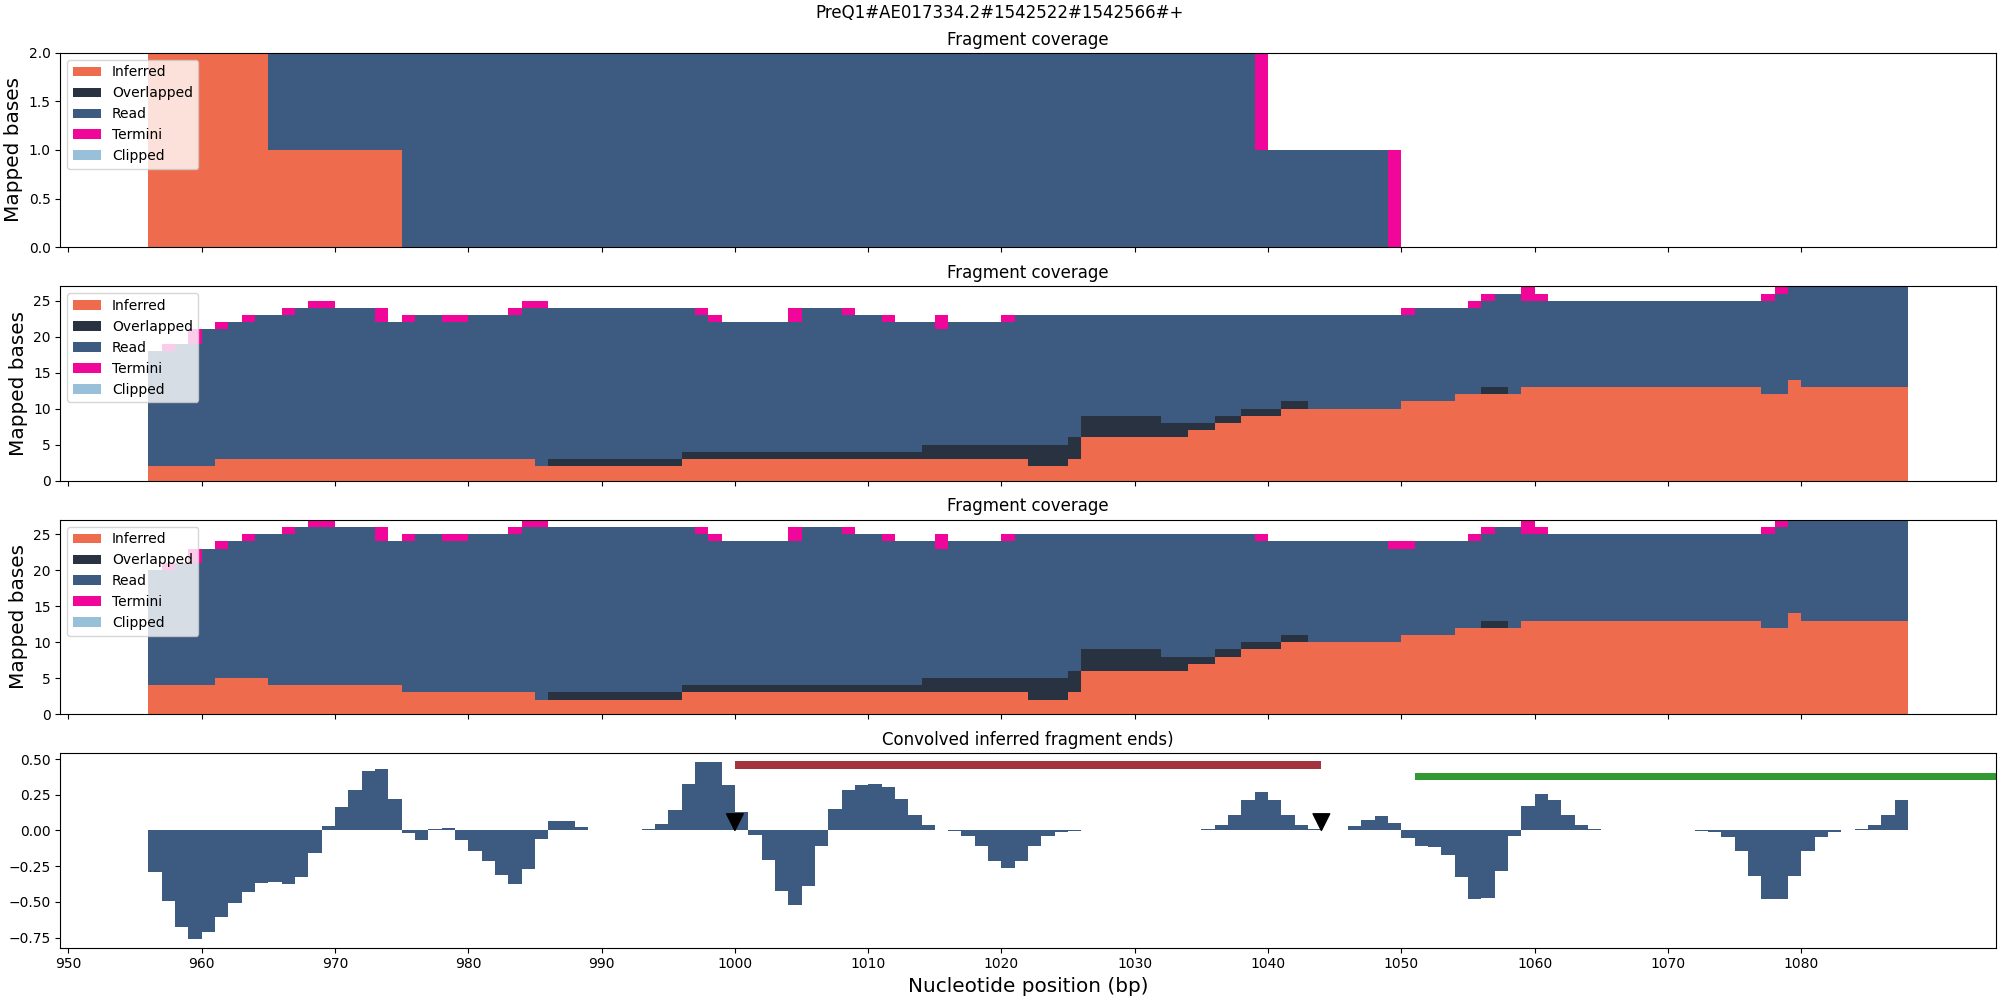 PreQ1#AE017334.2#1542522#1542566#+
Fragment coverage
Mapped bases
2.0
1.5
1.0
0.5
0.0
Inferred
Overlapped
Read
Termini
Clipped
Fragment coverage
Mapped bases
25
20
15
10
5
0
Inferred
Overlapped
Read
Termini
Clipped
Fragment coverage
Mapped bases
25
20
15
10
5
0
Inferred
Overlapped
Read
Termini
Clipped
Convolved inferred fragment ends)
0.50
0.25
0.00
−0.25
−0.50
−0.75
950 960 970 980 990 1000 1010 1020 1030 1040 1050 1060 1070 1080
Nucleotide position (bp)